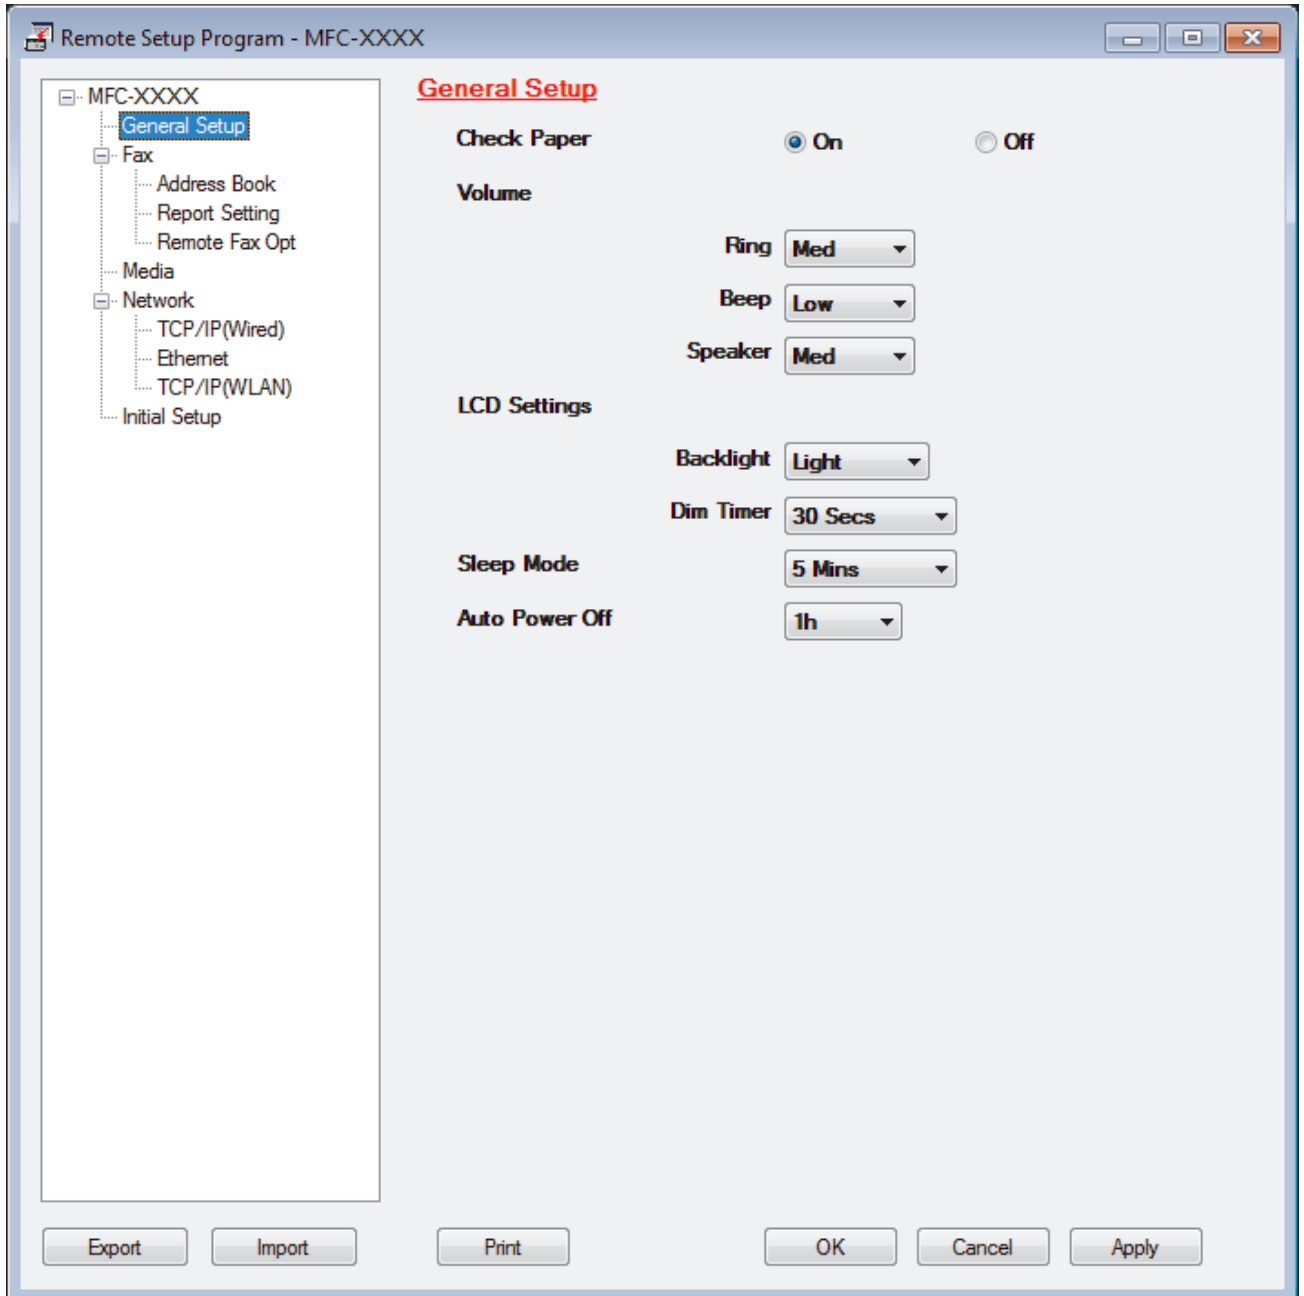 Remote Setup Program - MFC-XXXX
MFC-XXXX
General Setup
Fax
Address Book
Report Setting
Remote Fax Opt
Media
Network
TCP/IP(Wired)
Ethernet
TCP/IP(WLAN)
Initial Setup
General Setup
Check Paper On Off
Volume
Ring Med
Beep Low
Speaker Med
LCD Settings
Backlight Light
Dim Timer 30 Secs
Sleep Mode 5 Mins
Auto Power Off 1h
Export Import Print OK Cancel Apply